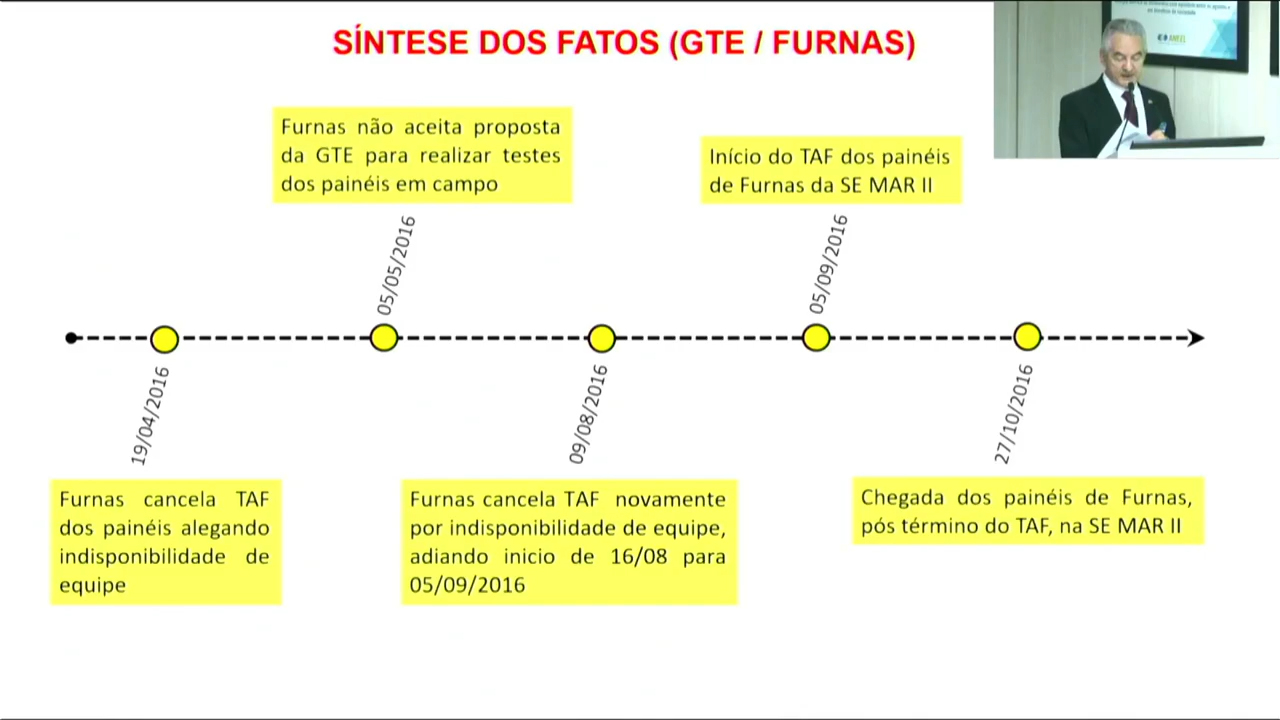 SÍNTESE DOS FATOS (GTE / FURNAS)
Furnas não aceita proposta
da GTE para realizar testes
dos painéis em campo
Início do TAF dos painéis
de Furnas da SE MAR II
05/05/2016
05/09/2016
19/04/2016
09/08/2016
27/10/2016
Furnas cancela TAF
dos painéis alegando
indisponibilidade de
equipe
Furnas cancela TAF novamente
por indisponibilidade de equipe,
adiando inicio de 16/08 para
05/09/2016
Chegada dos painéis de Furnas,
pós término do TAF, na SE MAR II
ANEEL